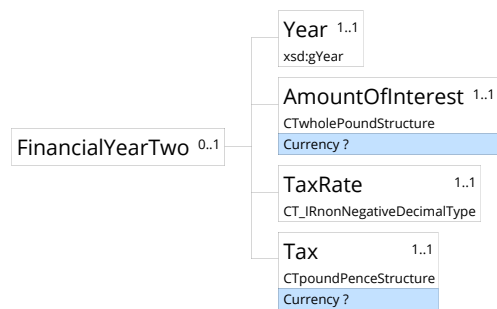 Year 1..1
xsd:gYear
AmountOfInterest 1..1
CTwholePoundStructure
Currency ?
FinancialYearTwo 0..1
TaxRate 1..1
CT_IRnonNegativeDecimalType
Tax 1..1
CTpoundPenceStructure
Currency ?